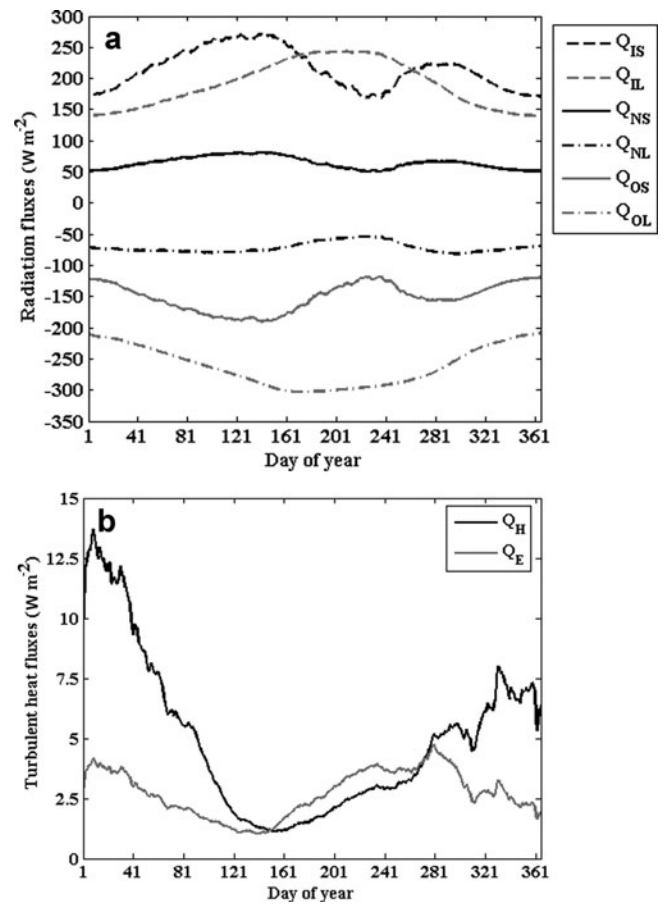 a
300
250
200
150
100
50
0
-50
-100
-150
-200
-250
-300
-350
Radiation fluxes (W m-2)
1 41 81 121 161 201 241 281 321 361
Day of year
QIS
QIL
QNS
QNL
QOS
QOL
b
15
12.5
10
7.5
5
2.5
0
Turbulent heat fluxes (W m-2)
1 41 81 121 161 201 241 281 321 361
Day of year
QH
QE